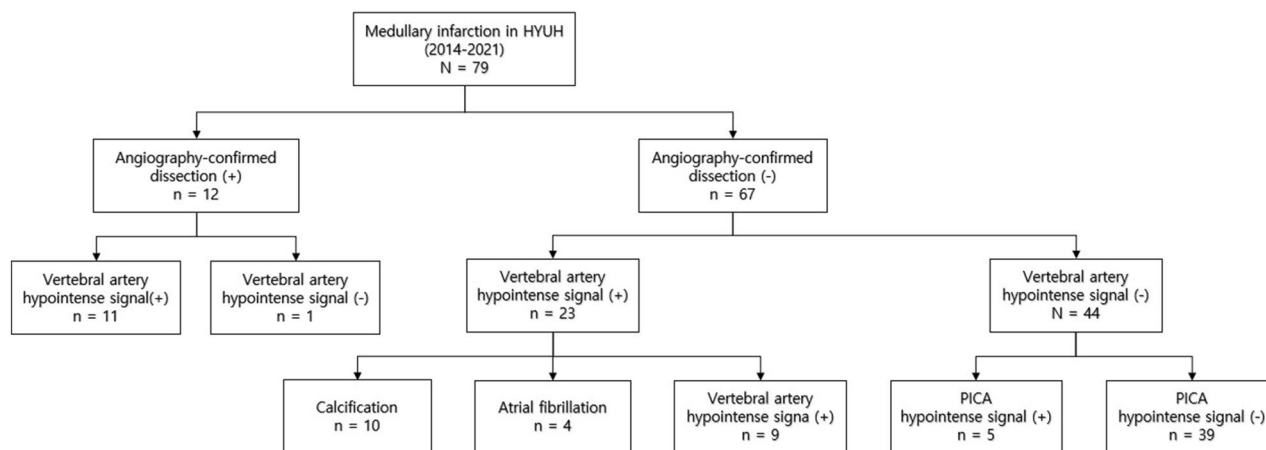 Medullary infarction in HYUH
(2014-2021)
N = 79
Angiography-confirmed
dissection (+)
n = 12
Angiography-confirmed
dissection (-)
n = 67
Vertebral artery
hypointense signal(+)
n = 11
Vertebral artery
hypointense signal (-)
n = 1
Vertebral artery
hypointense signal (+)
n = 23
Vertebral artery
hypointense signal (-)
N = 44
Calcification
n = 10
Atrial fibrillation
n = 4
Vertebral artery
hypointense signa (+)
n = 9
PICA
hypointense signal (+)
n = 5
PICA
hypointense signal (-)
n = 39